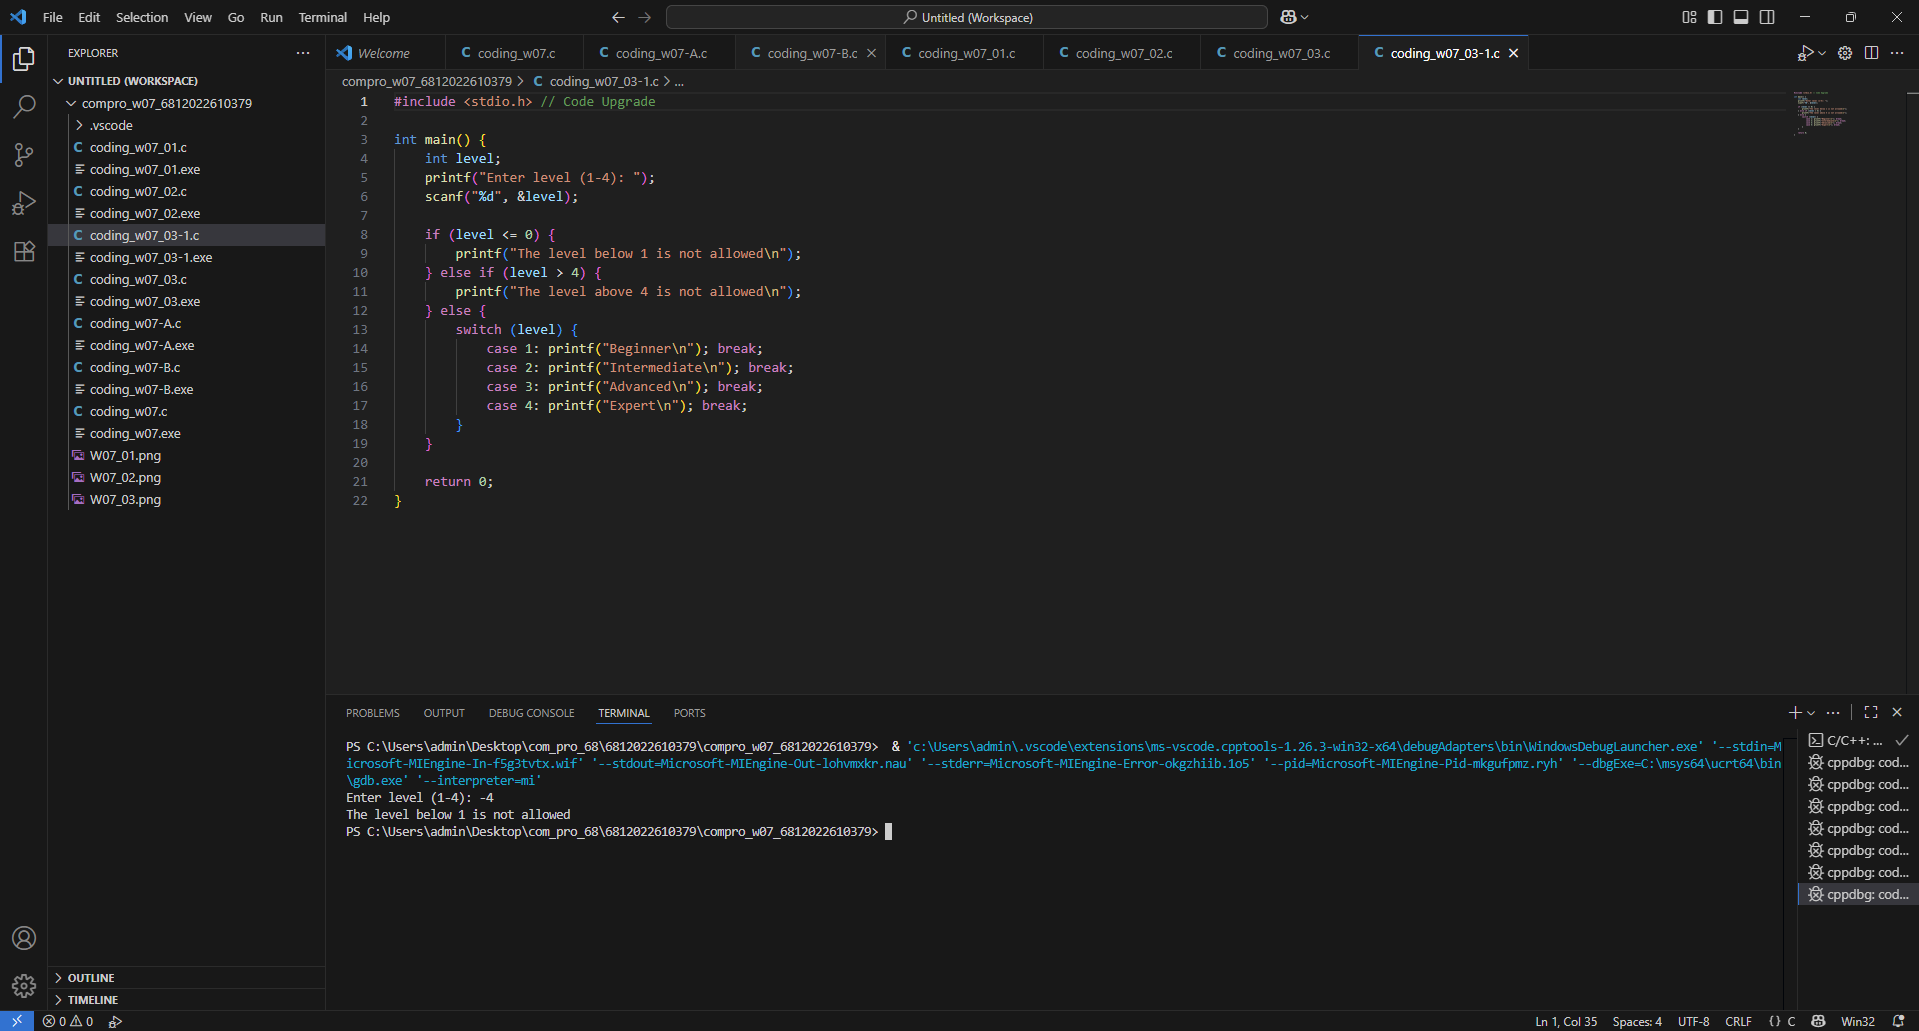 File Edit Selection View Go Run Terminal Help
Untitled (Workspace)
EXPLORER
UNTITLED (WORKSPACE)
compro_w07_6812022610379
.vscode
coding_w07_01.c
coding_w07_01.exe
coding_w07_02.c
coding_w07_02.exe
coding_w07_03-1.c
coding_w07_03-1.exe
coding_w07_03.c
coding_w07_03.exe
coding_w07-A.c
coding_w07-A.exe
coding_w07-B.c
coding_w07-B.exe
coding_w07.c
coding_w07.exe
W07_01.png
W07_02.png
W07_03.png
OUTLINE
TIMELINE
Welcome C coding_w07.c C coding_w07-A.c C coding_w07-B.c C coding_w07_01.c C coding_w07_02.c C coding_w07_03.c C coding_w07_03-1.c
compro_w07_6812022610379 > C coding_w07_03-1.c > ...
1 #include <stdio.h> // Code Upgrade
2
3 int main() {
4     int level;
5     printf("Enter level (1-4): ");
6     scanf("%d", &level);
7
8     if (level <= 0) {
9         printf("The level below 1 is not allowed\n");
10     } else if (level > 4) {
11         printf("The level above 4 is not allowed\n");
12     } else {
13         switch (level) {
14             case 1: printf("Beginner\n"); break;
15             case 2: printf("Intermediate\n"); break;
16             case 3: printf("Advanced\n"); break;
17             case 4: printf("Expert\n"); break;
18         }
19     }
20
21     return 0;
22 }
PROBLEMS OUTPUT DEBUG CONSOLE TERMINAL PORTS
PS C:\Users\admin\Desktop\com_pro_68\6812022610379\compro_w07_6812022610379>  & 'c:\Users\admin\.vscode\extensions\ms-vscode.cpptools-1.26.3-win32-x64\debugAdapters\bin\WindowsDebugLauncher.exe' '--stdin=M
icrosoft-MIEngine-In-f5g3tvtx.wif' '--stdout=Microsoft-MIEngine-Out-lohvmxkr.nau' '--stderr=Microsoft-MIEngine-Error-okgzhiib.1o5' '--pid=Microsoft-MIEngine-Pid-mkgufpmz.ryh' '--dbgExe=C:\msys64\ucrt64\bin
\gdb.exe' '--interpreter=mi'
Enter level (1-4): -4
The level below 1 is not allowed
PS C:\Users\admin\Desktop\com_pro_68\6812022610379\compro_w07_6812022610379>
C/C++: ...
cppdbg: cod...
cppdbg: cod...
cppdbg: cod...
cppdbg: cod...
cppdbg: cod...
cppdbg: cod...
cppdbg: cod...
0 0 Ln 1, Col 35 Spaces: 4 UTF-8 CRLF {} C Win32